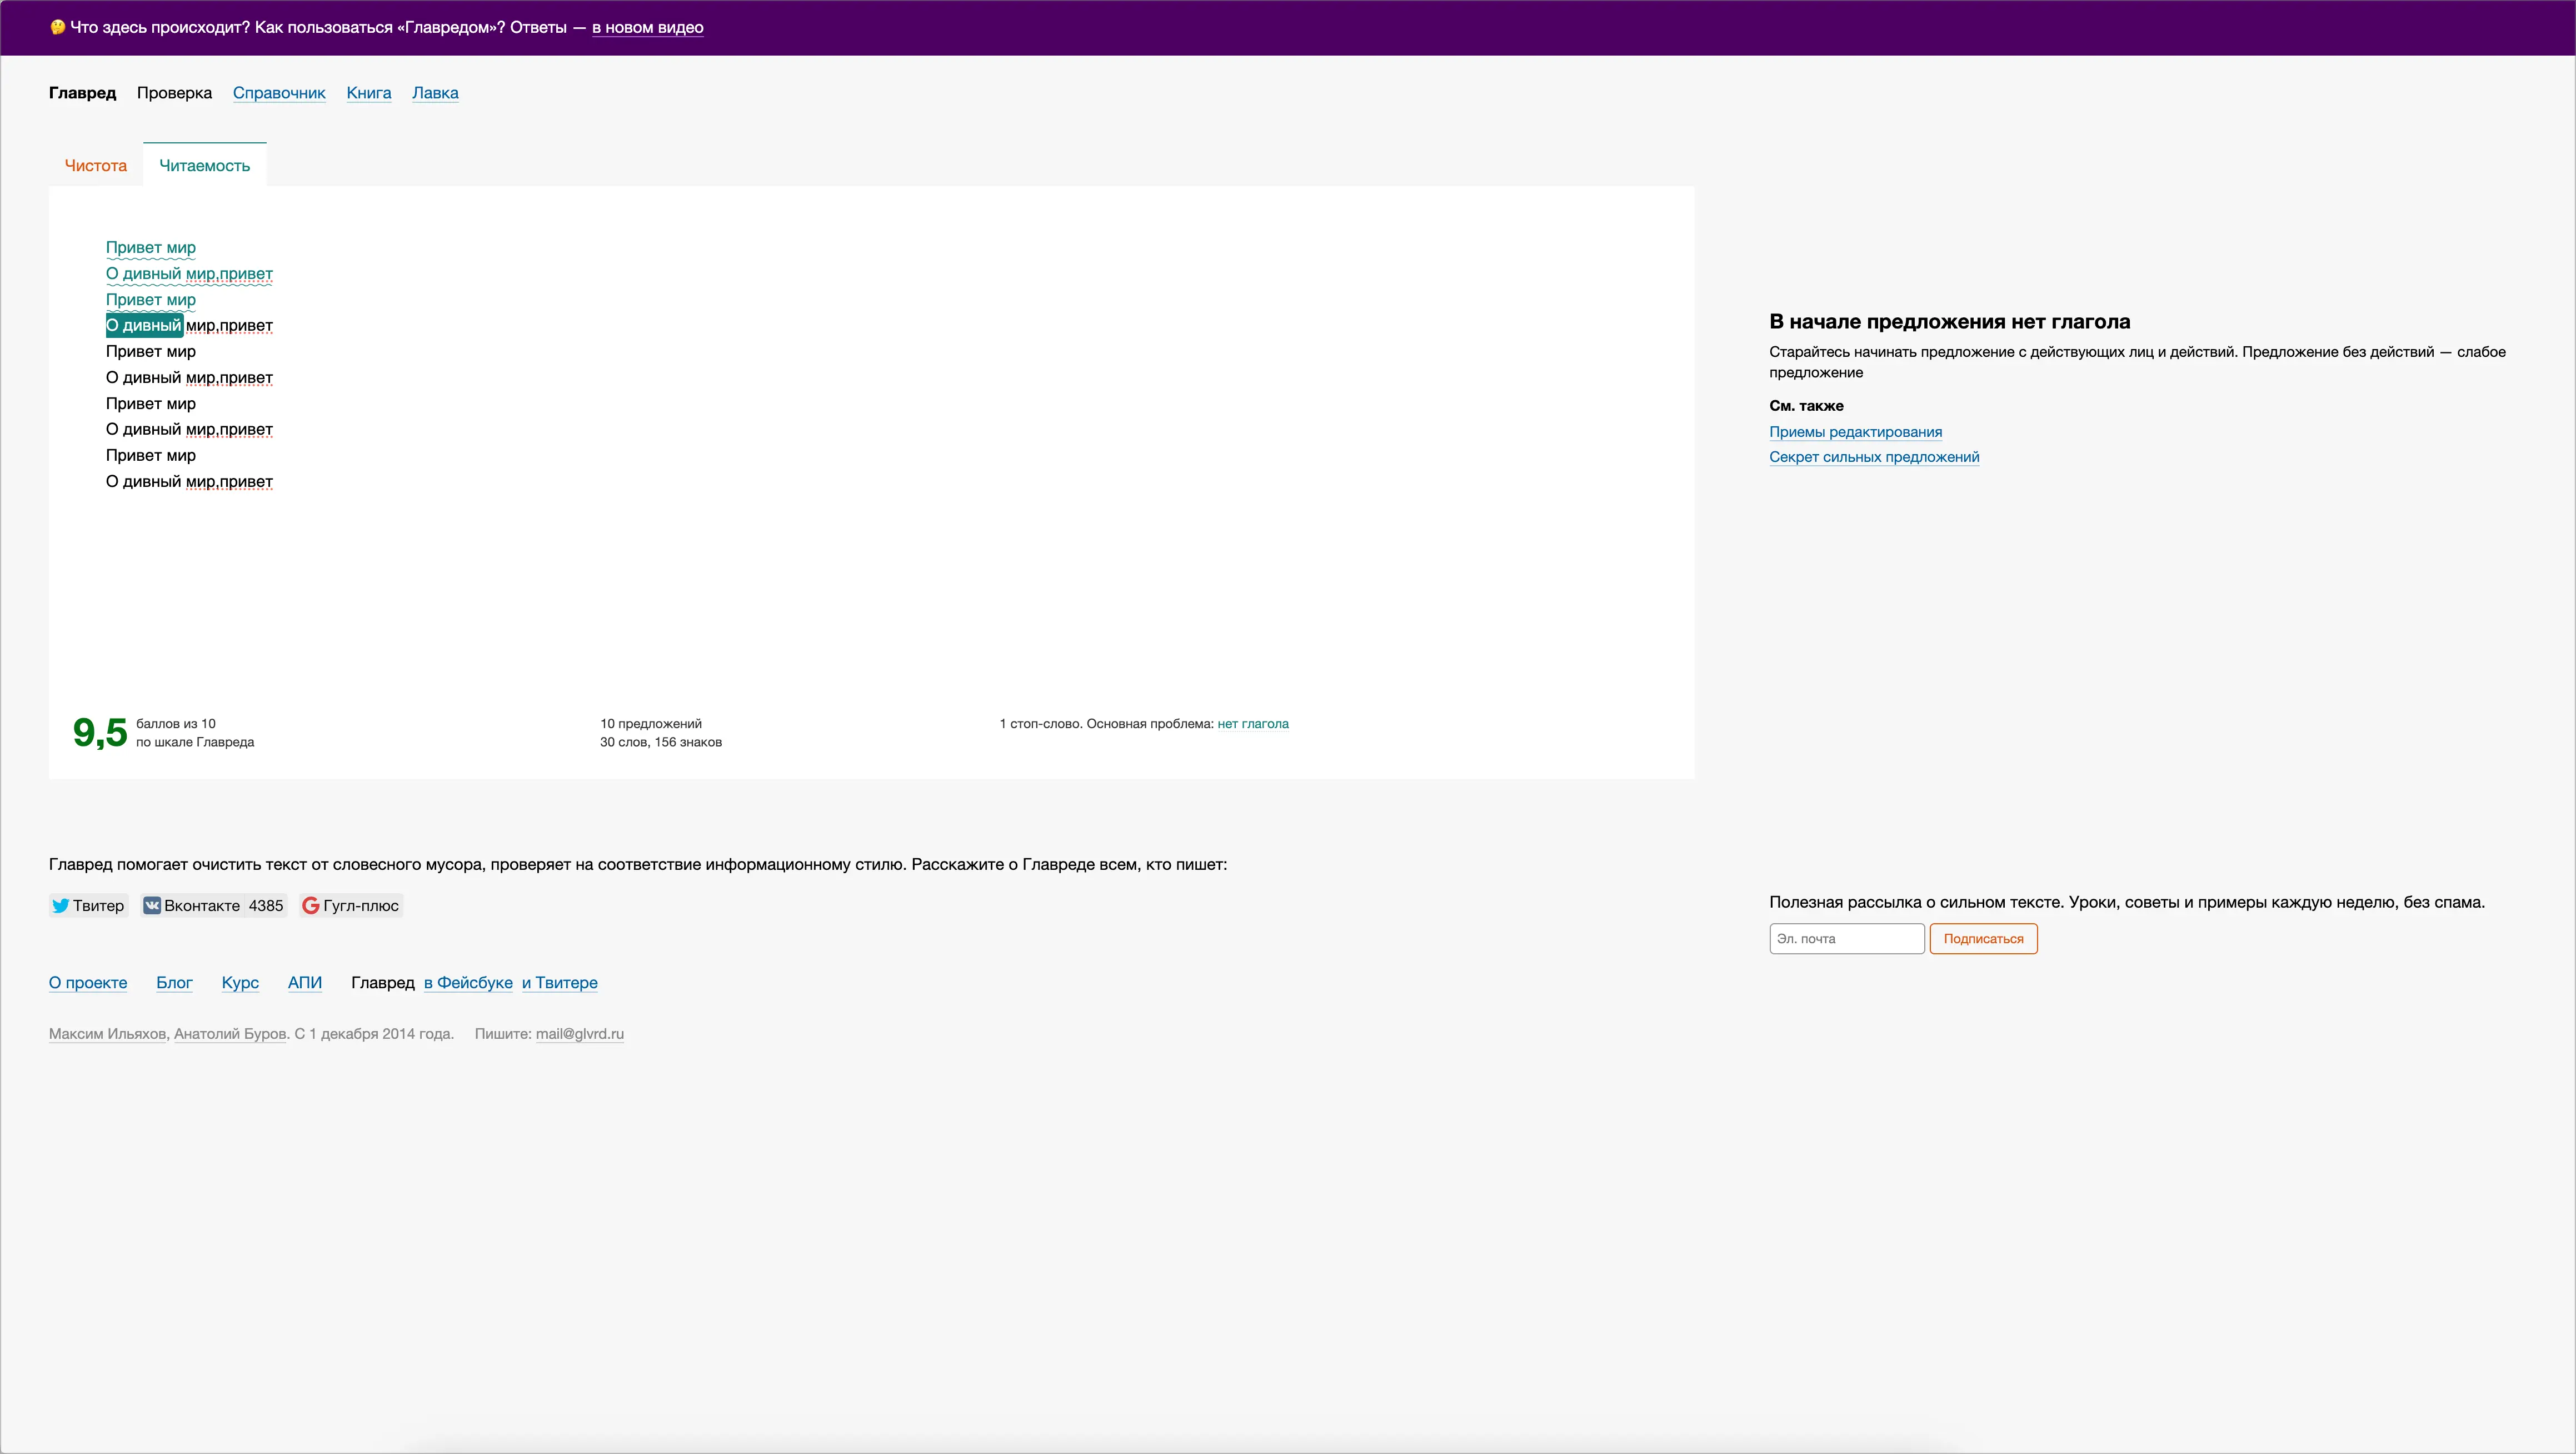 🤔 Что здесь происходит? Как пользоваться «Главредом»? Ответы — в новом видео
Главред Проверка Справочник Книга Лавка
Чистота Читаемость
Привет мир
О дивный мир,привет
Привет мир
О дивный мир,привет
Привет мир
О дивный мир,привет
Привет мир
О дивный мир,привет
Привет мир
О дивный мир,привет
В начале предложения нет глагола
Старайтесь начинать предложение с действующих лиц и действий. Предложение без действий — слабое
предложение
См. также
Приемы редактирования
Секрет сильных предложений
9,5 баллов из 10
по шкале Главреда
10 предложений
30 слов, 156 знаков
1 стоп-слово. Основная проблема: нет глагола
Главред помогает очистить текст от словесного мусора, проверяет на соответствие информационному стилю. Расскажите о Главреде всем, кто пишет:
Твитер Вконтакте 4385 Гугл-плюс
Полезная рассылка о сильном тексте. Уроки, советы и примеры каждую неделю, без спама.
Эл. почта Подписаться
О проекте Блог Курс АПИ Главред в Фейсбуке и Твитере
Максим Ильяхов, Анатолий Буров. С 1 декабря 2014 года. Пишите: mail@glvrd.ru